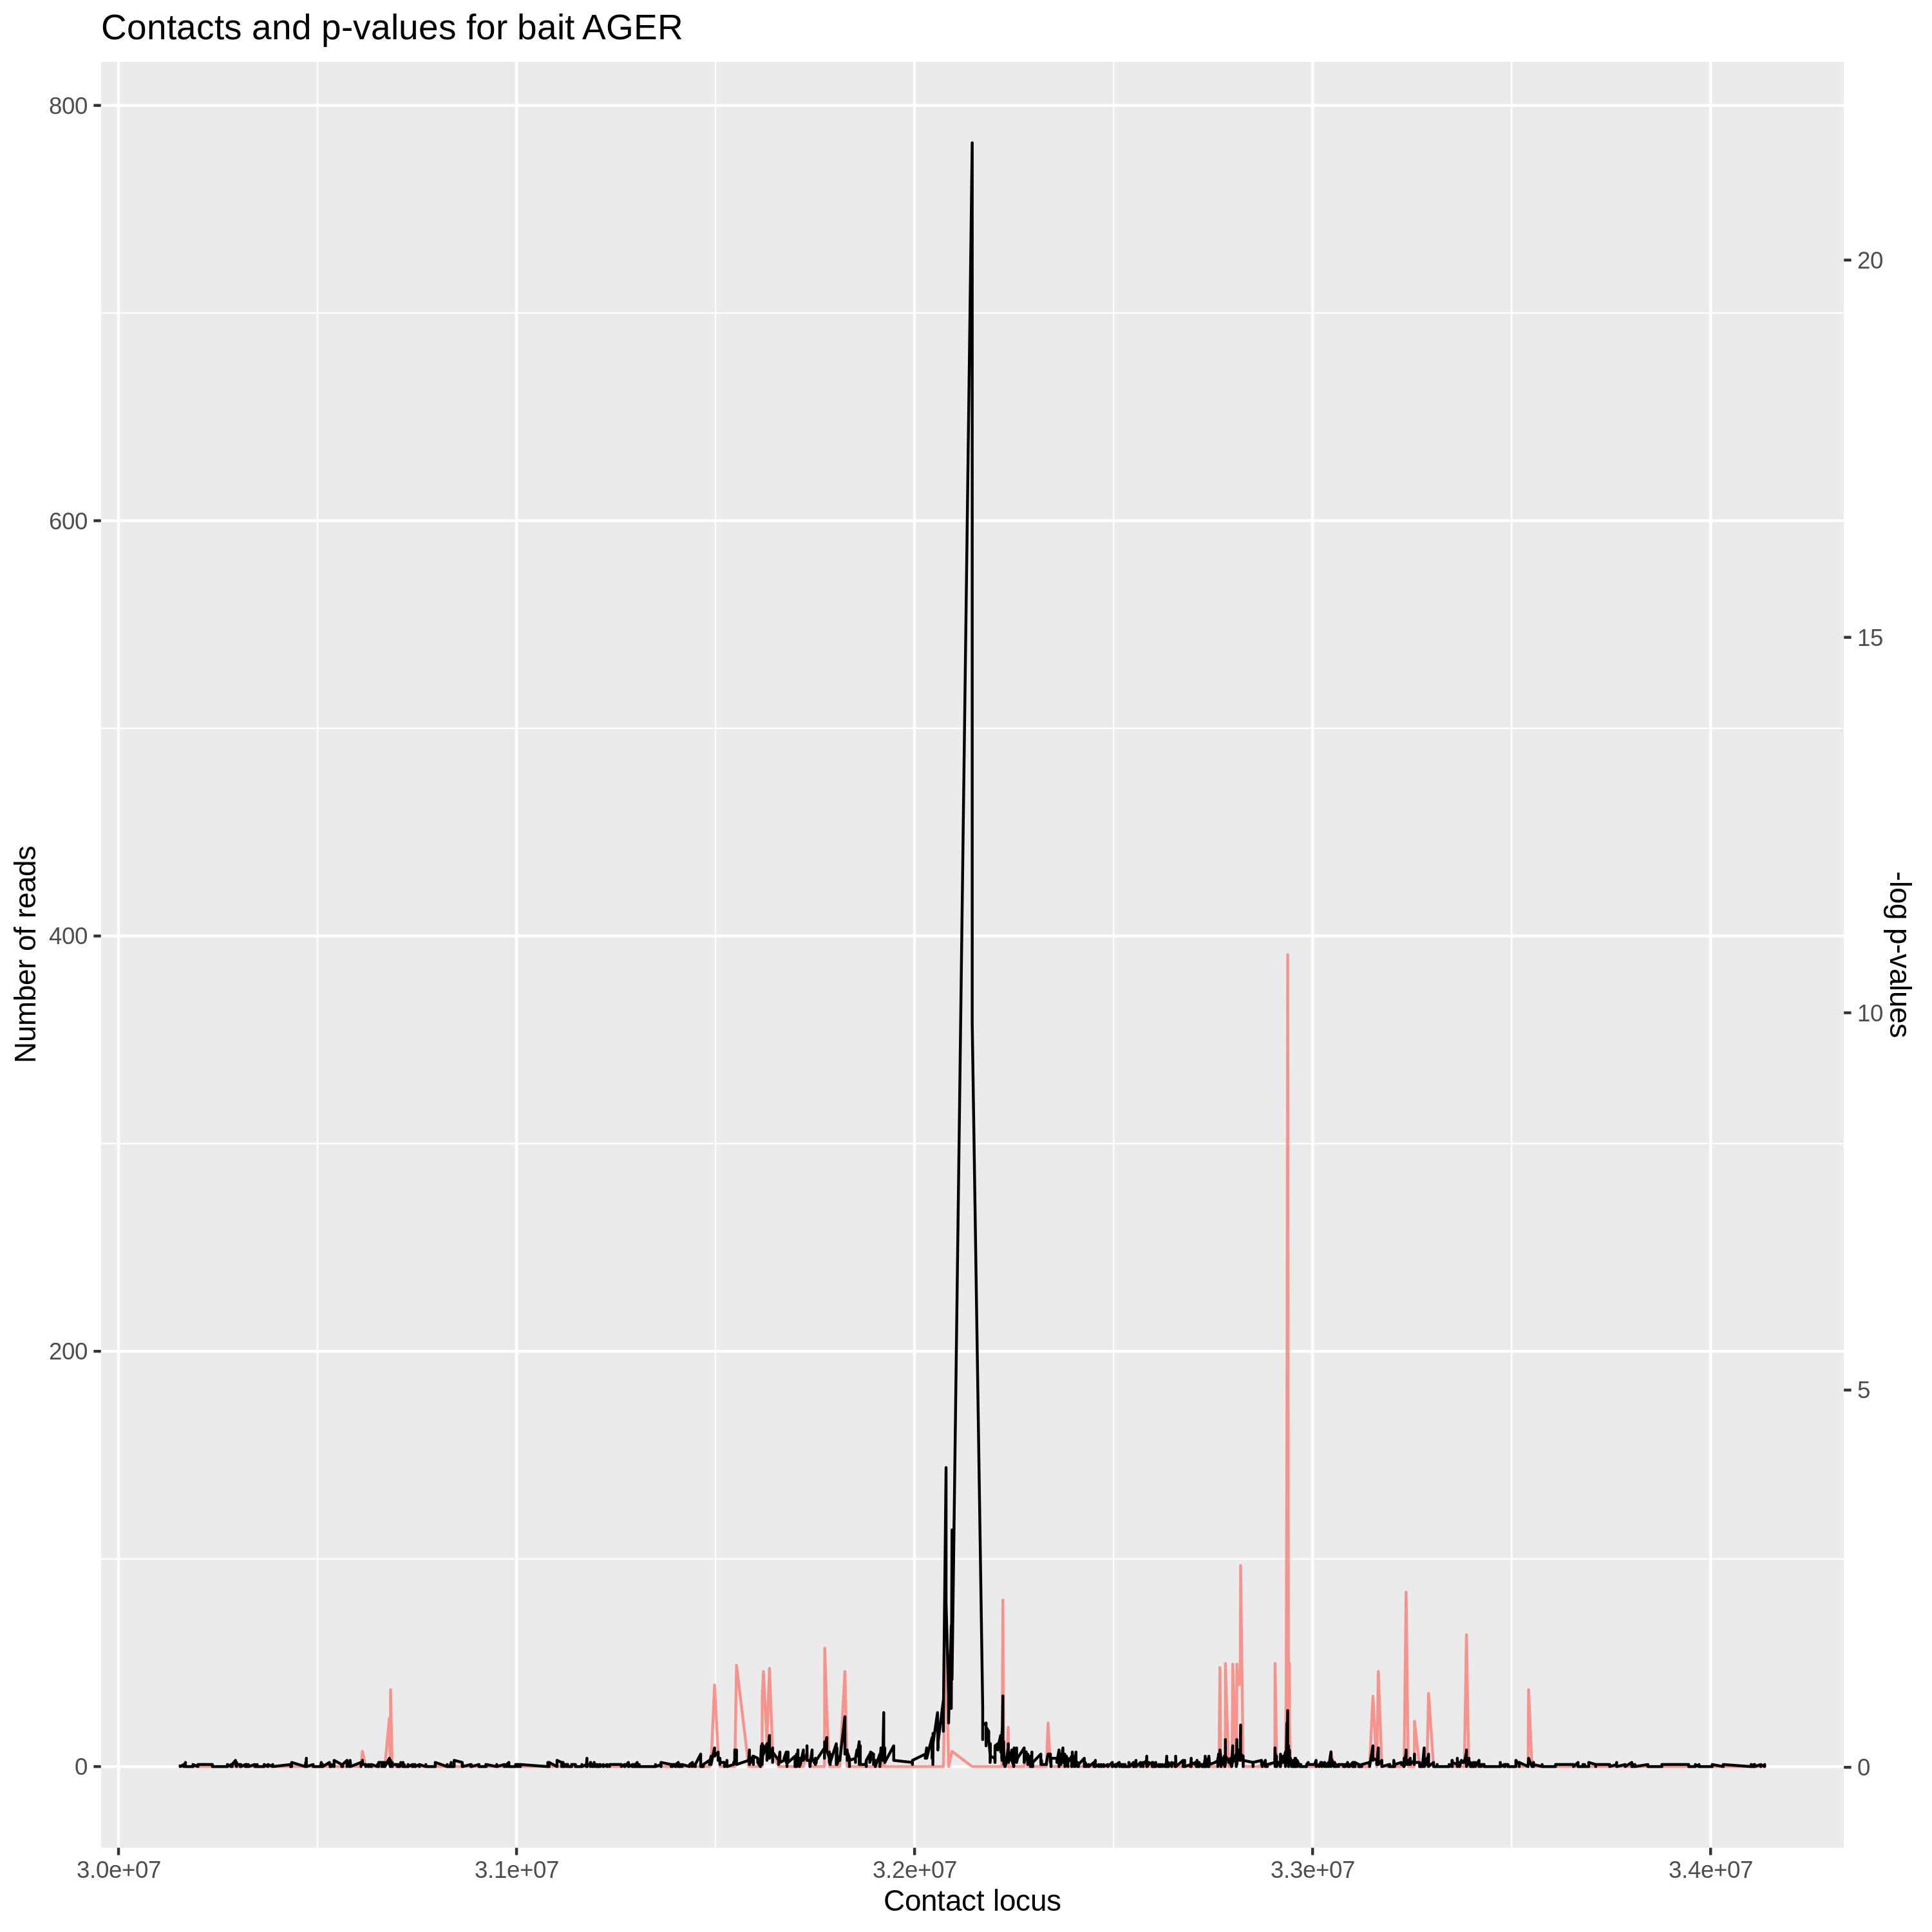 Contacts and p-values for bait AGER
800
600
400
200
0
Number of reads
20
15
10
5
0
-log p-values
3.0e+07
3.1e+07
3.2e+07
3.3e+07
3.4e+07
Contact locus